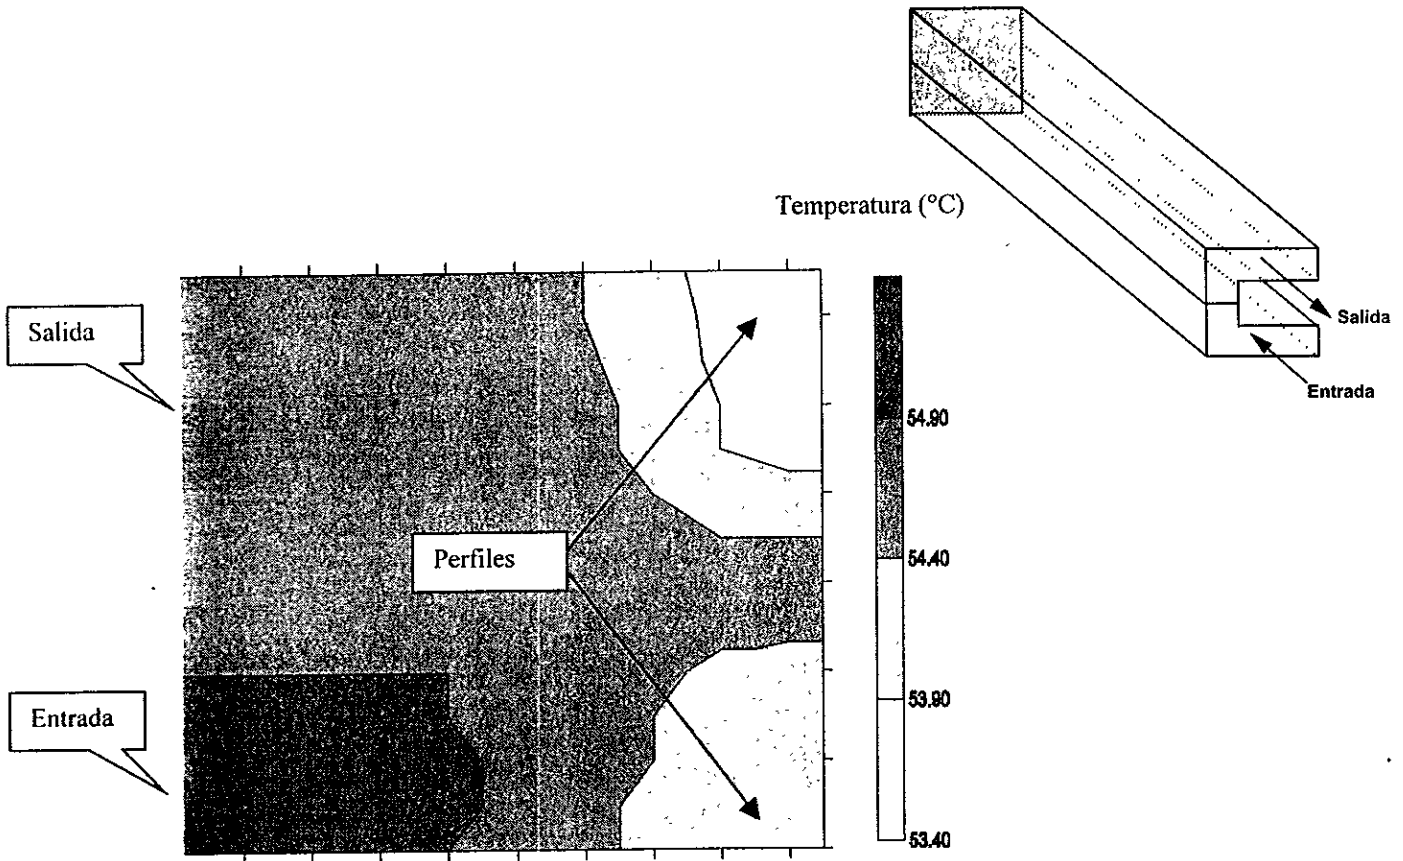 Temperatura (°C)
Salida
Entrada
Salida
54.90
Perfiles
54.40
53.90
Entrada
53.40